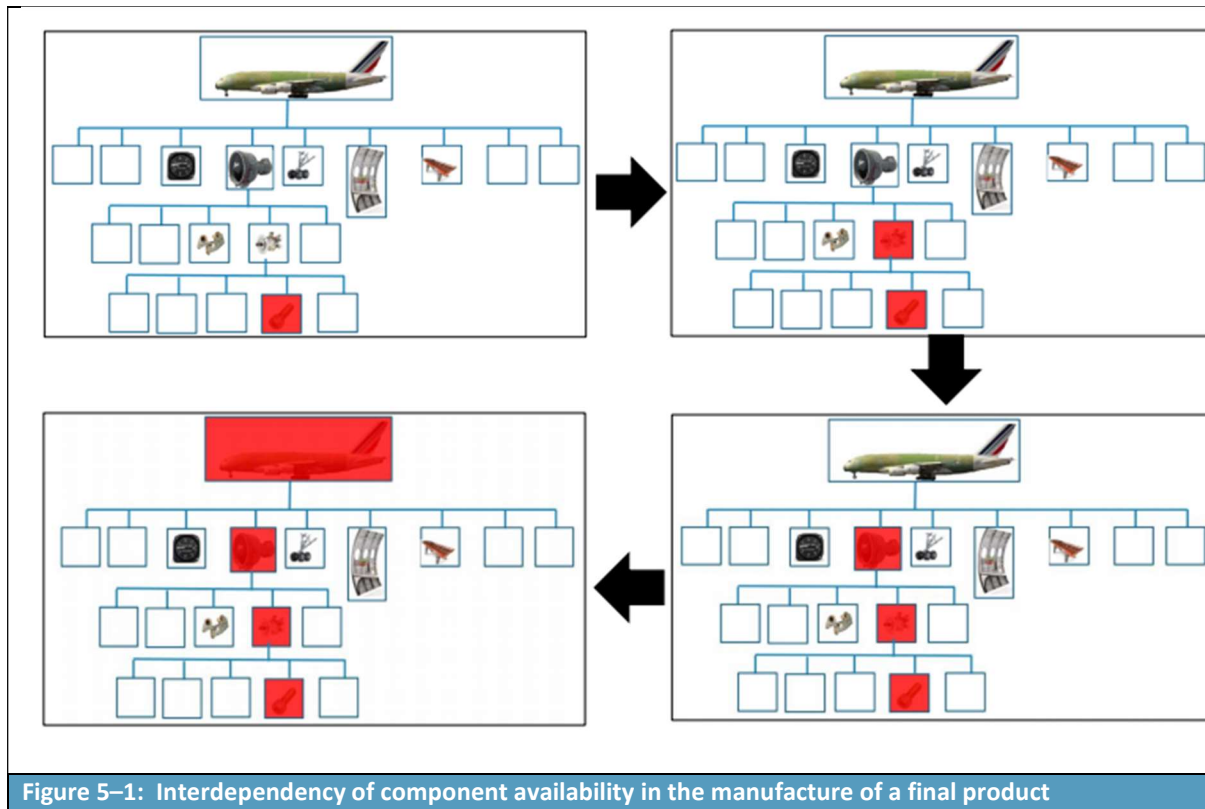 Figure 5–1: Interdependency of component availability in the manufacture of a final product